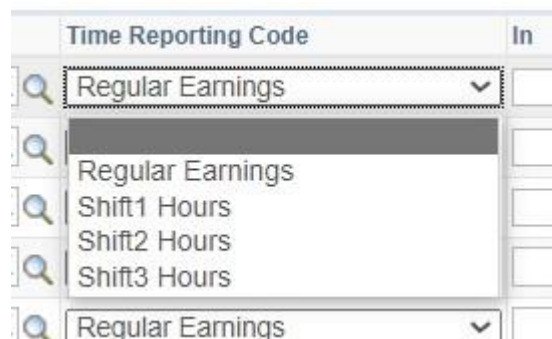 Time Reporting Code In
Regular Earnings
Regular Earnings
Shift1 Hours
Shift2 Hours
Shift3 Hours
Regular Earnings